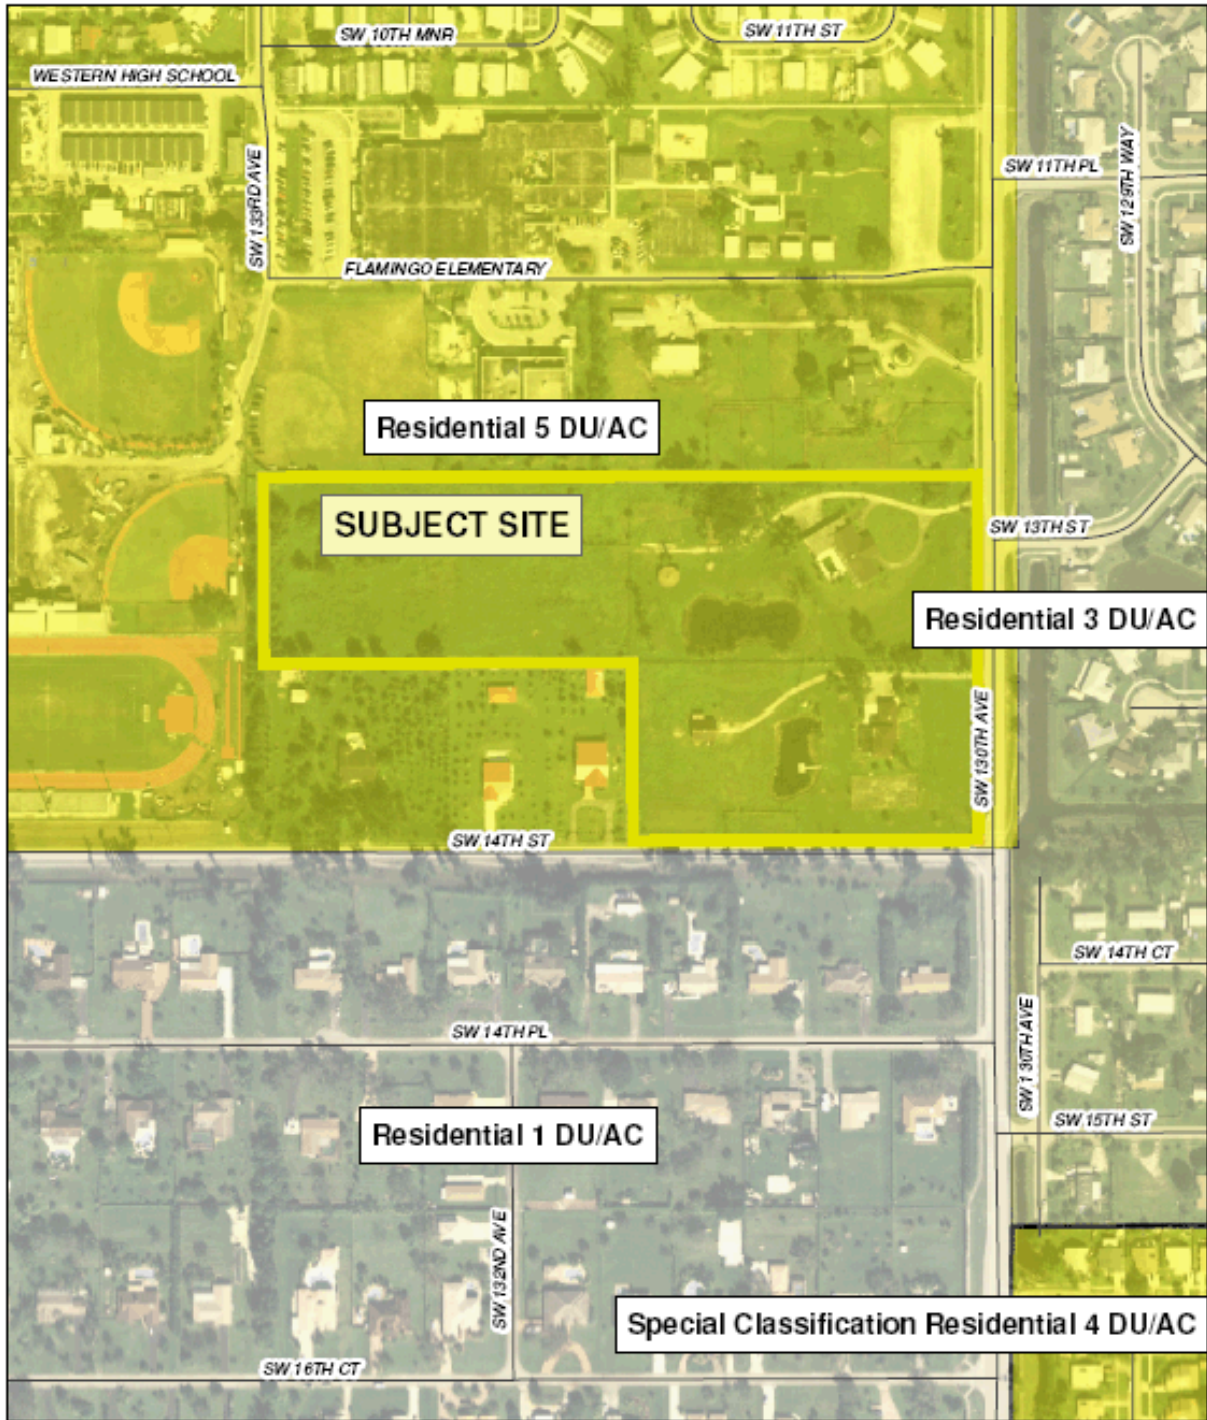 SW 10TH MNR
SW 11TH ST
WESTERN HIGH SCHOOL
SW 129TH WAY
SW 11TH PL
SW 133RD AVE
FLAMINGO ELEMENTARY
Residential 5 DU/AC
SUBJECT SITE
SW 13TH ST
Residential 3 DU/AC
SW 130TH AVE
SW 14TH ST
SW 14TH CT
SW 14TH PL
SW 130TH AVE
SW 15TH ST
Residential 1 DU/AC
SW 132ND AVE
Special Classification Residential 4 DU/AC
SW 16TH CT